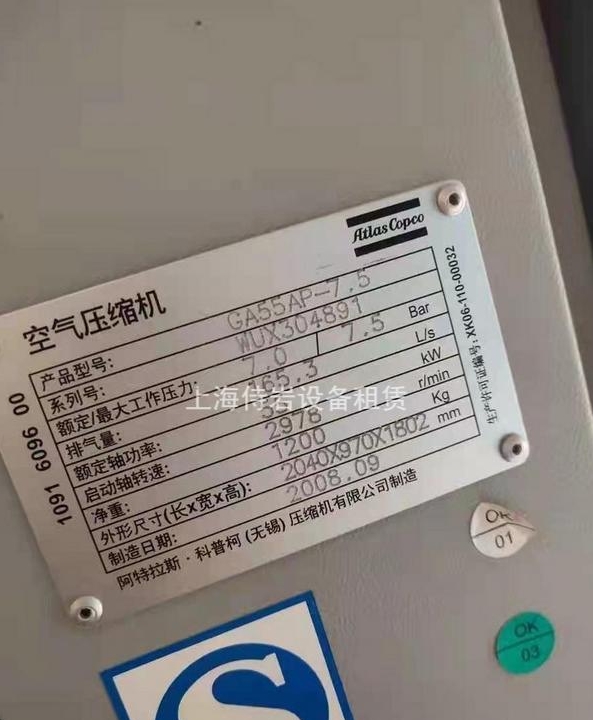 Atlas Copco
空气压缩机
产品型号: GA55AP-7.5
系列号: WUX304891
额定/最大工作压力: 7.0 7.5 Bar
排气量: 65.3 L/s
额定轴功率: kW
启动轴转速: 2978 r/min
净重: 1200 Kg
外形尺寸(长x宽x高): 2040X970X1802 mm
制造日期: 2008.09
阿特拉斯·科普柯(无锡)压缩机有限公司制造
1091 6096 00
生产许可证编号: XK06-110-00032
上海侍岩设备租赁
OK
01
OK
03